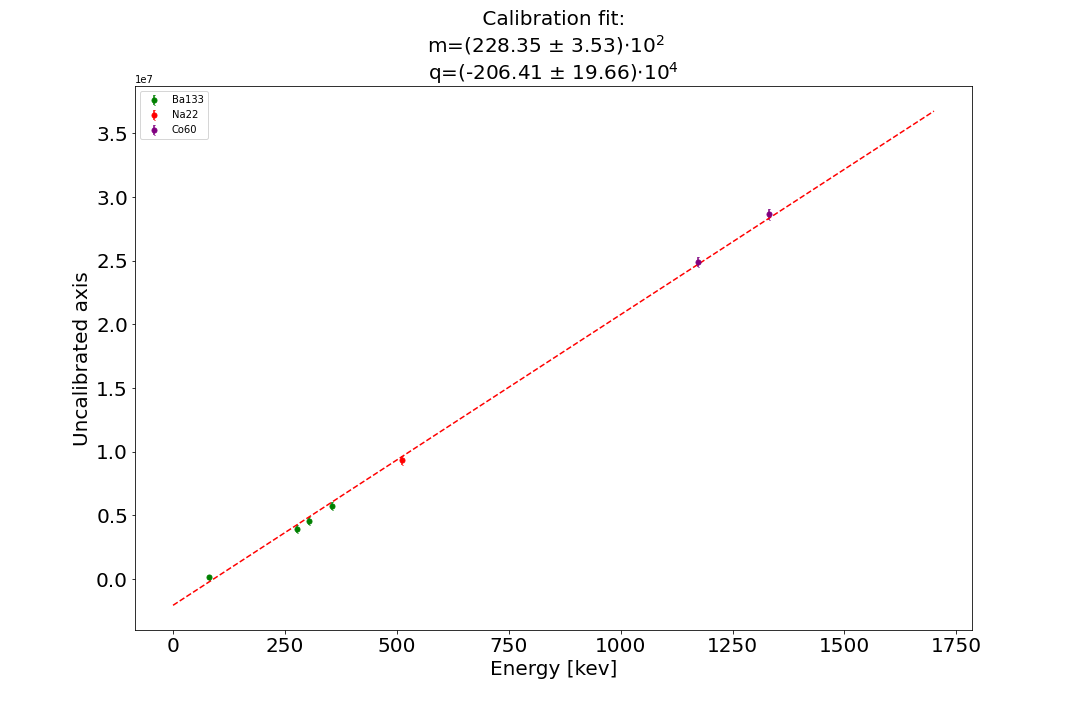 Calibration fit:
m=(228.35 ± 3.53)·10²
q=(-206.41 ± 19.66)·10⁴
1e7
Ba133
Na22
Co60
3.5
3.0
2.5
2.0
1.5
1.0
0.5
0.0
Uncalibrated axis
0 250 500 750 1000 1250 1500 1750
Energy [kev]